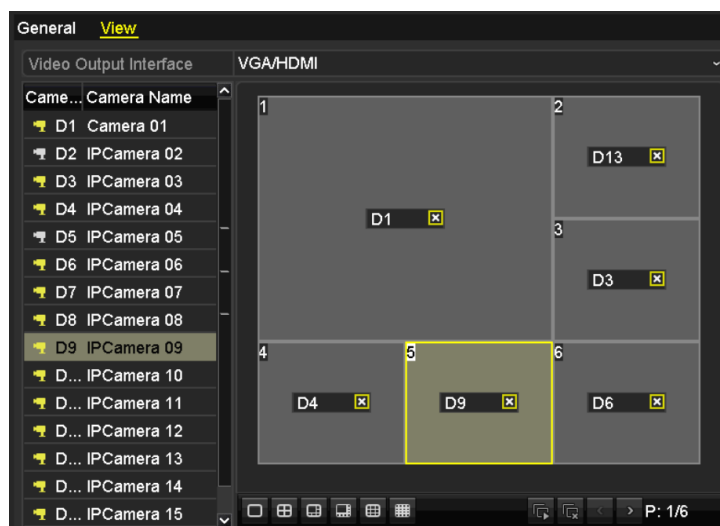 General View
Video Output Interface VGA/HDMI
Came... Camera Name
D1 Camera 01
D2 IPCamera 02
D3 IPCamera 03
D4 IPCamera 04
D5 IPCamera 05
D6 IPCamera 06
D7 IPCamera 07
D8 IPCamera 08
D9 IPCamera 09
D... IPCamera 10
D... IPCamera 11
D... IPCamera 12
D... IPCamera 13
D... IPCamera 14
D... IPCamera 15
1
D1
2
D13
3
D3
4
D4
5
D9
6
D6
P: 1/6